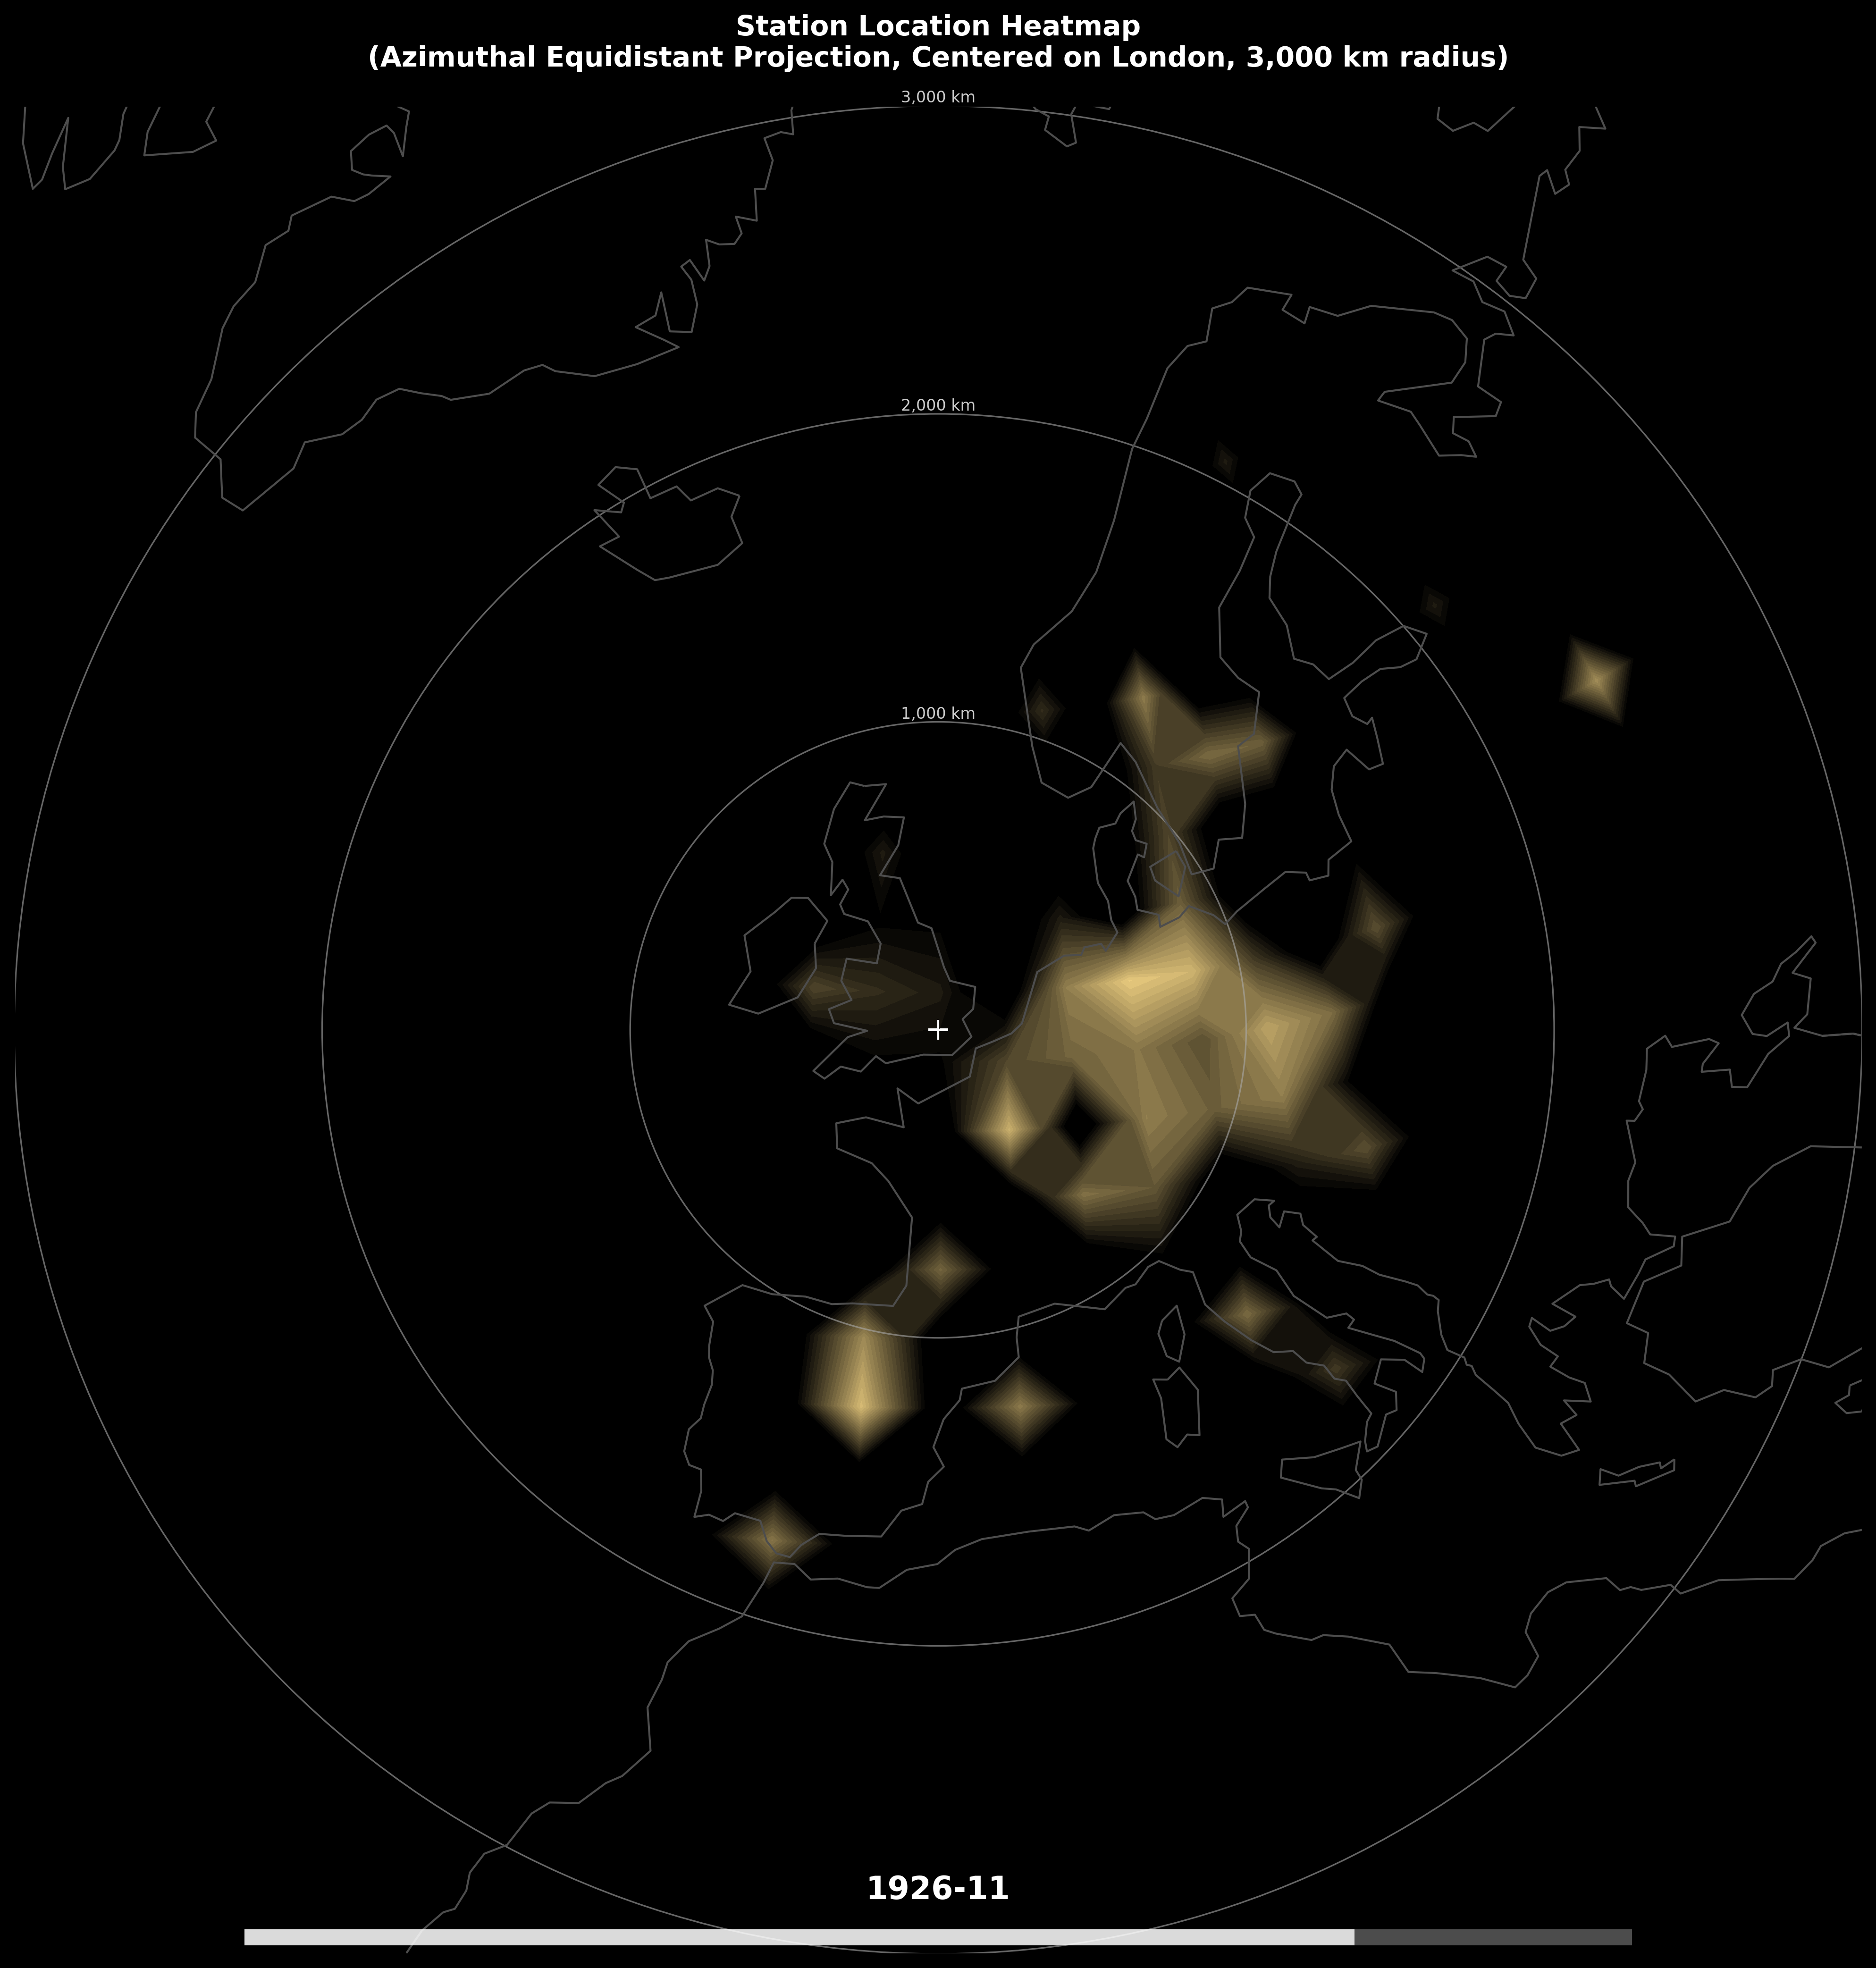 Station Location Heatmap
(Azimuthal Equidistant Projection, Centered on London, 3,000 km radius)
3,000 km
2,000 km
1,000 km
1926-11